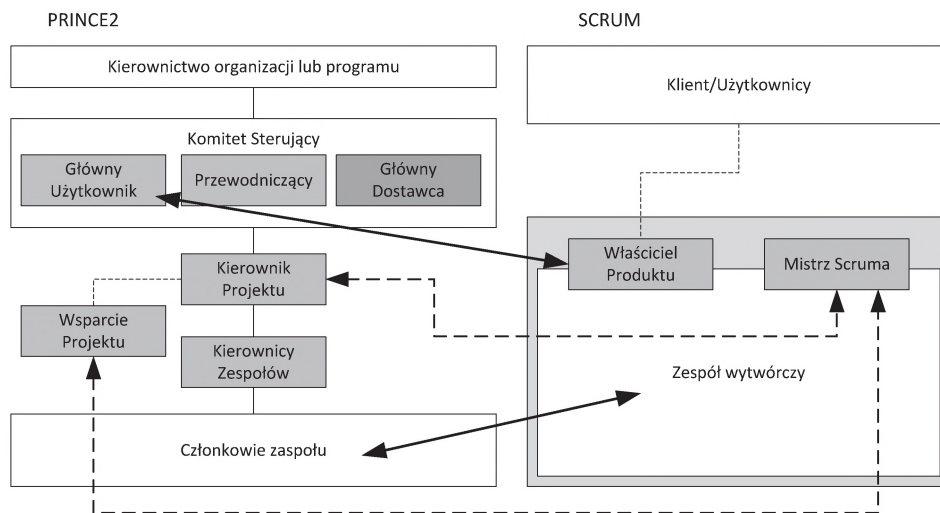 PRINCE2
Kierownictwo organizacji lub programu
Komitet Sterujący
Główny
Użytkownik
Przewodniczący
Główny
Dostawca
Kierownik
Projektu
Wsparcie
Projektu
Kierownicy
Zespołów
Członkowie zaspołu
SCRUM
Klient/Użytkownicy
Właściciel
Produktu
Mistrz Scruma
Zespół wytwórczy